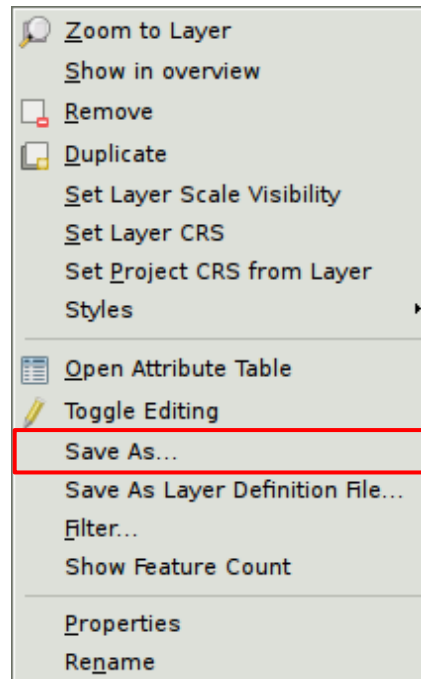 Zoom to Layer
Show in overview
Remove
Duplicate
Set Layer Scale Visibility
Set Layer CRS
Set Project CRS from Layer
Styles
Open Attribute Table
Toggle Editing
Save As...
Save As Layer Definition File...
Filter...
Show Feature Count
Properties
Rename